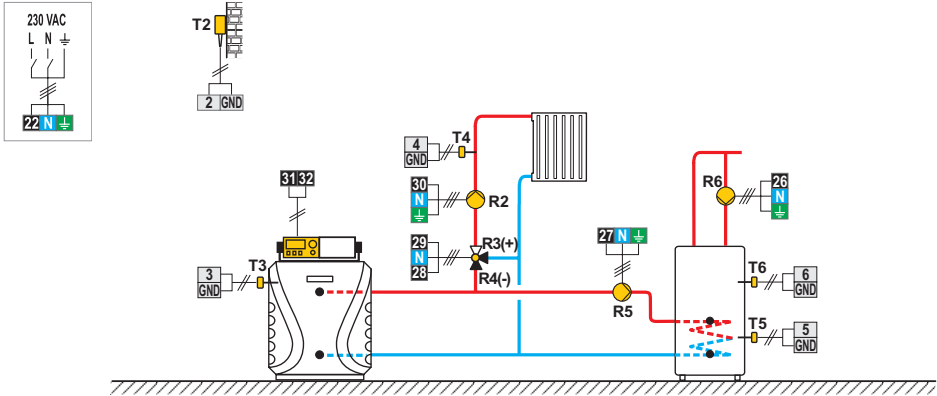 230 VAC
L N
22 N
T2
2 GND
31 32
3
GND
T3
4
GND
T4
30
N
R2
29
N
28
R3(+)
R4(-)
27 N
R5
R6
26
N
T6
6
GND
T5
5
GND